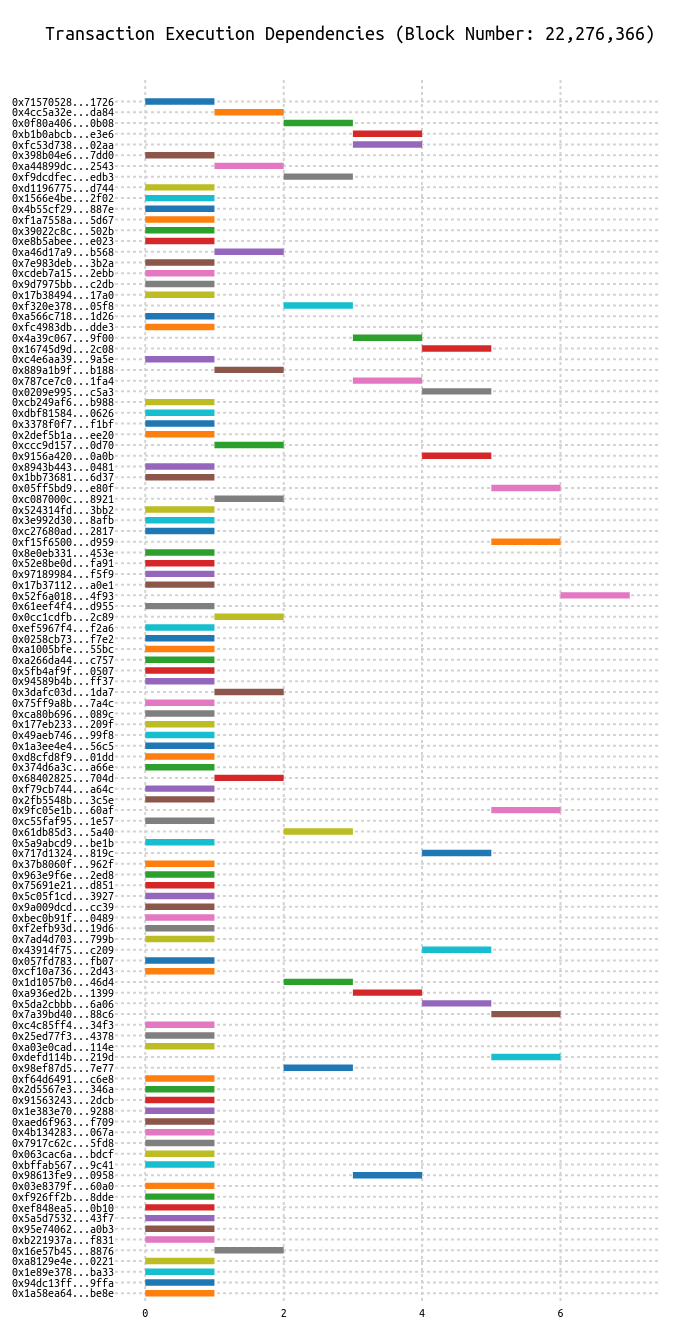 Transaction Execution Dependencies (Block Number: 22,276,366)
0x71570528...1726
0x4cc5a32e...da84
0x0f80a406...0b08
0xb1b0abcb...e3e6
0xfc53d738...02aa
0x398b04e6...7dd0
0xa44899dc...2543
0xf9dcdfec...edb3
0xd1196775...d744
0x1566e4be...2f02
0x4b55cf29...887e
0xf1a7558a...5d67
0x39022c8c...502b
0xe8b5abee...e023
0xa46d17a9...b568
0x7e983deb...3b2a
0xcdeb7a15...2ebb
0x9d7975bb...c2db
0x17b38494...17a0
0xf320e378...05f8
0xa566c718...1d26
0xfc4983db...dde3
0x4a39c067...9f00
0x16745d9d...2c08
0xc4e6aa39...9a5e
0x889a1b9f...b188
0x787ce7c0...1fa4
0x0209e995...c5a3
0xcb249af6...b988
0xdbf81584...0626
0x3378f0f7...f1bf
0x2def5b1a...ee20
0xccc9d157...0d70
0x9156a420...0a0b
0x8943b443...0481
0x1bb73681...6d37
0x05ff5bd9...e80f
0xc087000c...8921
0x524314fd...3bb2
0x3e992d30...8afb
0xc27680ad...2817
0xf15f6500...d959
0x8e0eb331...453e
0x52e8be0d...fa91
0x97189984...f5f9
0x17b37112...a0e1
0x52f6a018...4f93
0x61eef4f4...d955
0x0cc1cdfb...2c89
0xef5967f4...f2a6
0x0258cb73...f7e2
0xa1005bfe...55bc
0xa266da44...c757
0x5fb4af9f...0507
0x94589b4b...ff37
0x3dafc03d...1da7
0x75ff9a8b...7a4c
0xca80b696...089c
0x177eb233...209f
0x49aeb746...99f8
0x1a3ee4e4...56c5
0xd8cfd8f9...01dd
0x374d6a3c...a66e
0x68402825...704d
0xf79cb744...a64c
0x2fb5548b...3c5e
0x9fc05e1b...60af
0xc55faf95...1e57
0x61db85d3...5a40
0x5a9abcd9...be1b
0x717d1324...819c
0x37b8060f...962f
0x963e9f6e...2ed8
0x75691e21...d851
0x5c05f1cd...3927
0x9a009dcd...cc39
0xbec0b91f...0489
0xf2efb93d...19d6
0x7ad4d703...799b
0x43914f75...c209
0x057fd783...fb07
0xcf10a736...2d43
0x1d1057b0...46d4
0xa936ed2b...1399
0x5da2cbbb...6a06
0x7a39bd40...88c6
0xc4c85ff4...34f3
0x25ed77f3...4378
0xa03e0cad...114e
0xdefd114b...219d
0x98ef87d5...7e77
0xf64d6491...c6e8
0x2d5567e3...346a
0x91563243...2dcb
0x1e383e70...9288
0xaed6f963...f709
0x4b134283...067a
0x7917c62c...5fd8
0x063cac6a...bdcf
0xbffab567...9c41
0x98613fe9...0958
0x03e8379f...60a0
0xf926ff2b...8dde
0xef848ea5...0b10
0x5a5d7532...43f7
0x95e74062...a0b3
0xb221937a...f831
0x16e57b45...8876
0xa8129e4e...0221
0x1e89e378...ba33
0x94dc13ff...9ffa
0x1a58ea64...be8e
0 2 4 6